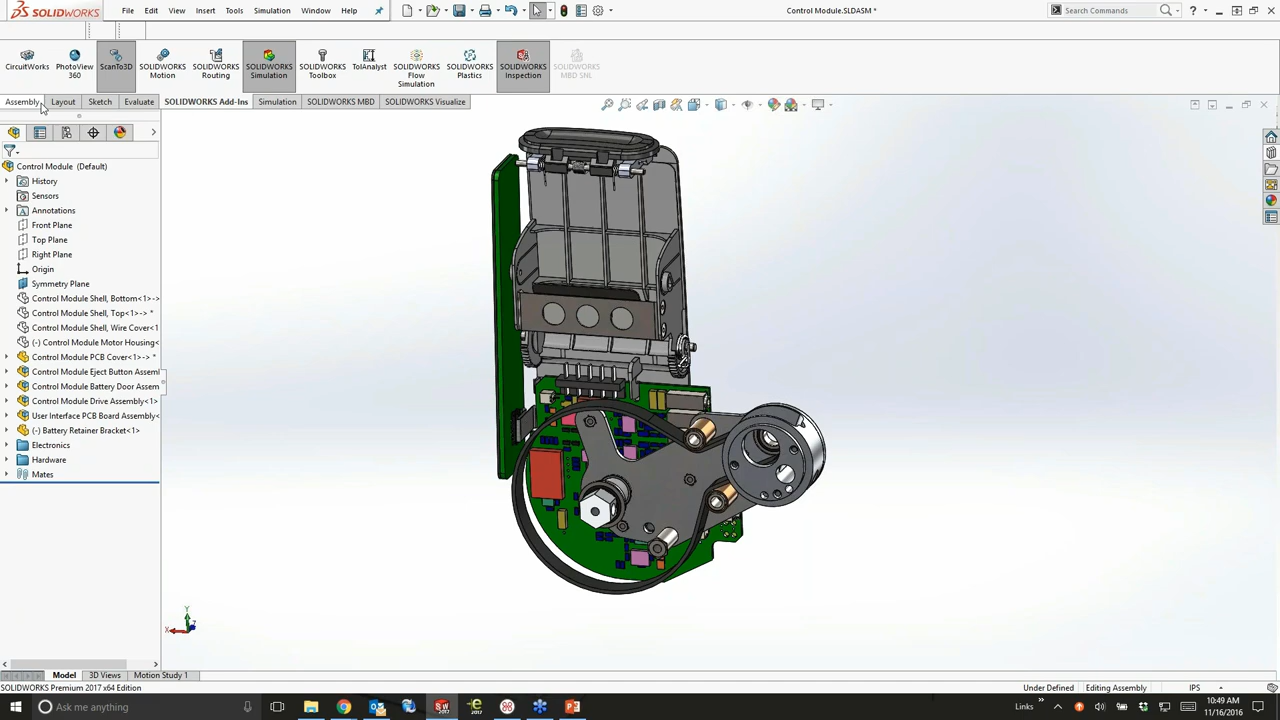 SOLIDWORKS File Edit View Insert Tools Simulation Window Help Control Module.SLDASM * Search Commands
CircuitWorks PhotoView 360 ScanTo3D SOLIDWORKS Motion SOLIDWORKS Routing SOLIDWORKS Simulation SOLIDWORKS Toolbox TolAnalyst SOLIDWORKS Flow Simulation SOLIDWORKS Plastics SOLIDWORKS Inspection SOLIDWORKS MBD SNL
Assembly Layout Sketch Evaluate SOLIDWORKS Add-Ins Simulation SOLIDWORKS MBD SOLIDWORKS Visualize
Control Module (Default)
History
Sensors
Annotations
Front Plane
Top Plane
Right Plane
Origin
Symmetry Plane
Control Module Shell, Bottom<1>->
Control Module Shell, Top<1>-> *
Control Module Shell, Wire Cover<1
(-) Control Module Motor Housing<
Control Module PCB Cover<1>-> *
Control Module Eject Button Assembl
Control Module Battery Door Assem
Control Module Drive Assembly<1>
User Interface PCB Board Assembly<
(-) Battery Retainer Bracket<1>
Electronics
Hardware
Mates
Y
X
Z
Model 3D Views Motion Study 1
SOLIDWORKS Premium 2017 x64 Edition Under Defined Editing Assembly IPS
Ask me anything Links » 10:49 AM
11/16/2016